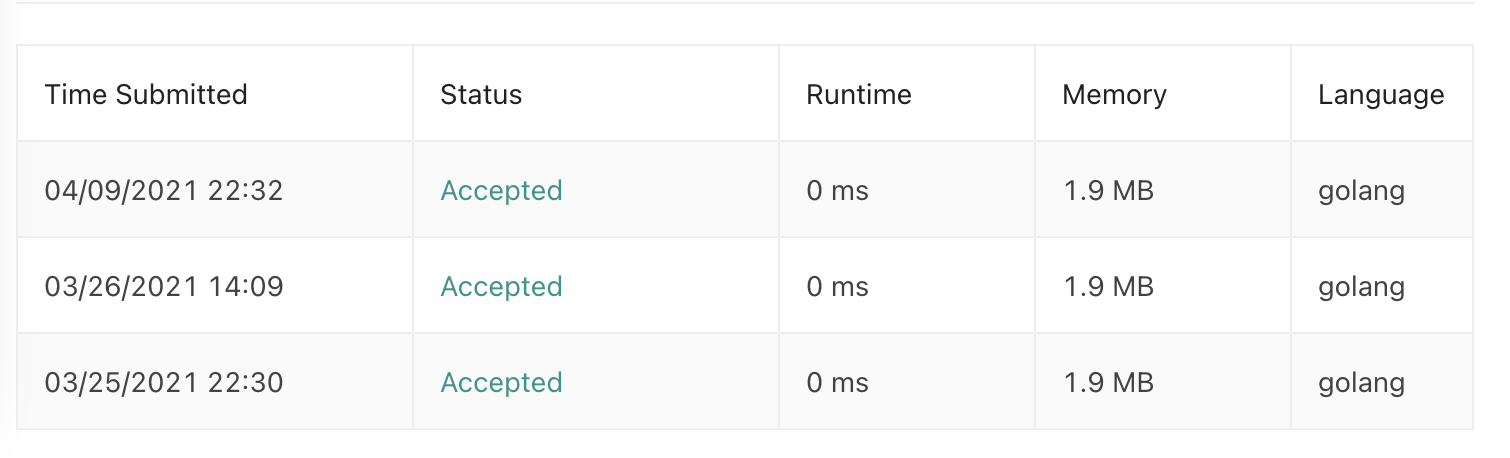 Time Submitted Status Runtime Memory Language
04/09/2021 22:32 Accepted 0 ms 1.9 MB golang
03/26/2021 14:09 Accepted 0 ms 1.9 MB golang
03/25/2021 22:30 Accepted 0 ms 1.9 MB golang